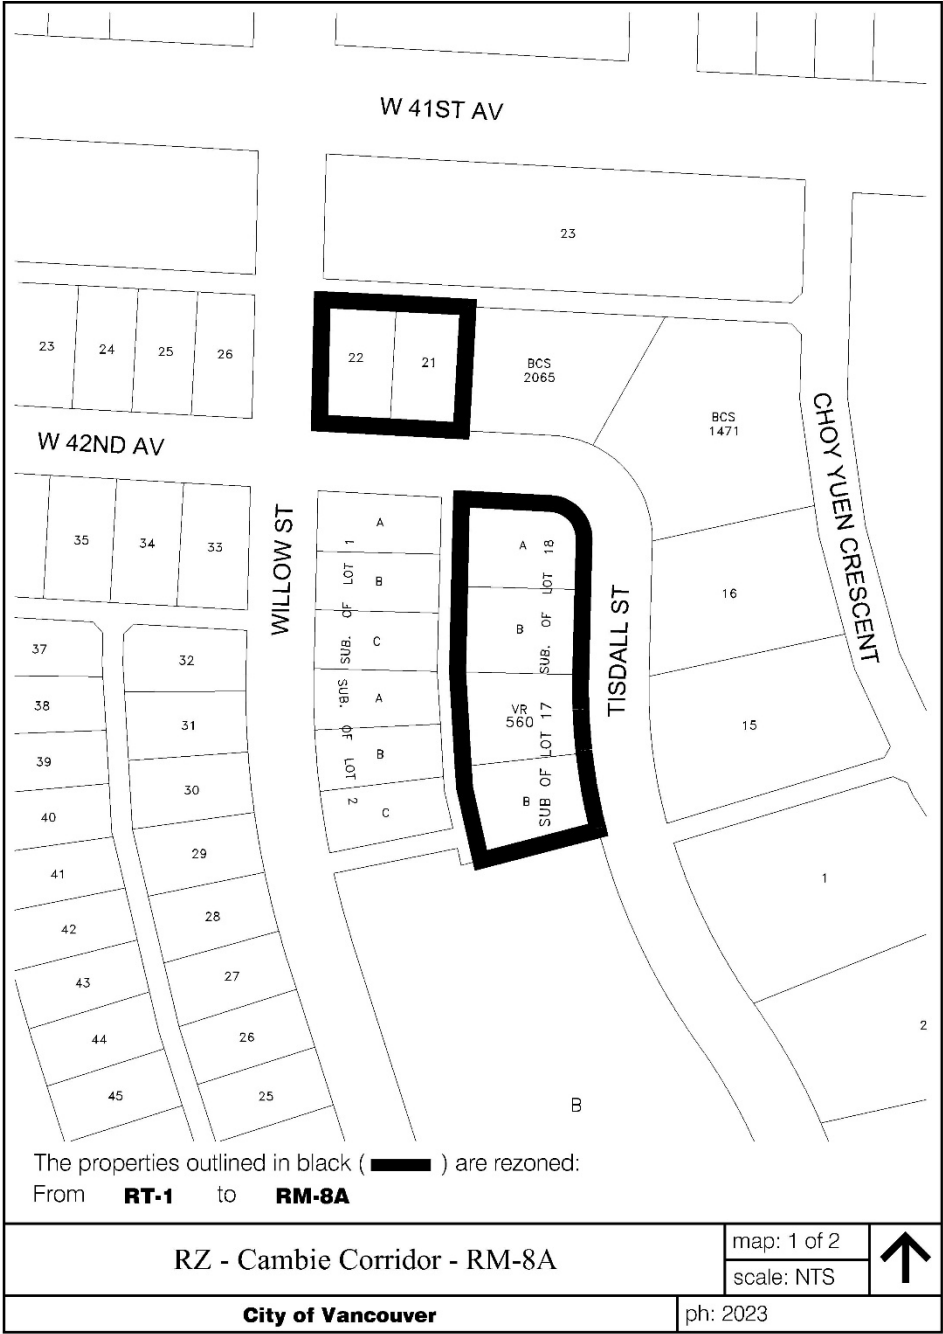 W 41ST AV
23
22
21
BCS
2065
BCS
1471
23
24
25
26
W 42ND AV
CHOY YUEN CRESCENT
WILLOW ST
TISDALL ST
35
34
33
A
B
C
SUB. OF LOT 1
A
B
C
SUB. OF LOT 2
A
B
SUB. OF LOT 18
VR
560
B
SUB OF LOT 17
16
15
37
38
39
40
41
42
43
44
45
32
31
30
29
28
27
26
25
1
2
B
The properties outlined in black ( ) are rezoned:
From RT-1 to RM-8A
RZ - Cambie Corridor - RM-8A
map: 1 of 2
scale: NTS
City of Vancouver
ph: 2023